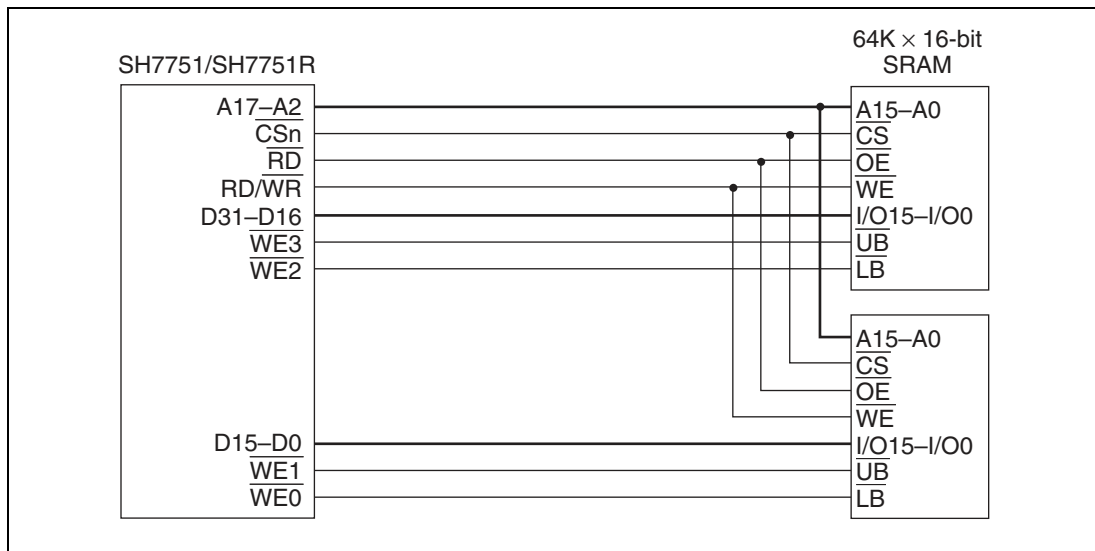 64K × 16-bit
SRAM
SH7751/SH7751R
A17–A2
CSn
RD
RD/WR
D31–D16
WE3
WE2
D15–D0
WE1
WE0
A15–A0
CS
OE
WE
I/O15–I/O0
UB
LB
A15–A0
CS
OE
WE
I/O15–I/O0
UB
LB